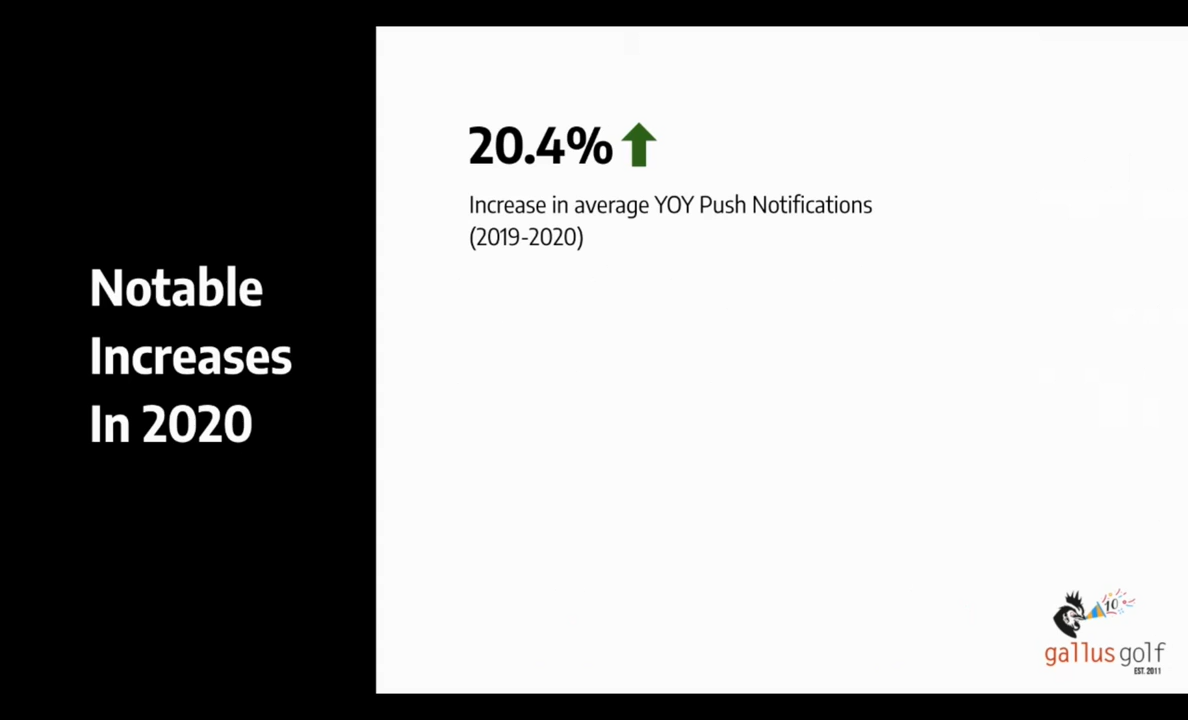 Notable
Increases
In 2020
20.4%
Increase in average YOY Push Notifications
(2019-2020)
10
gallus golf
EST. 2011